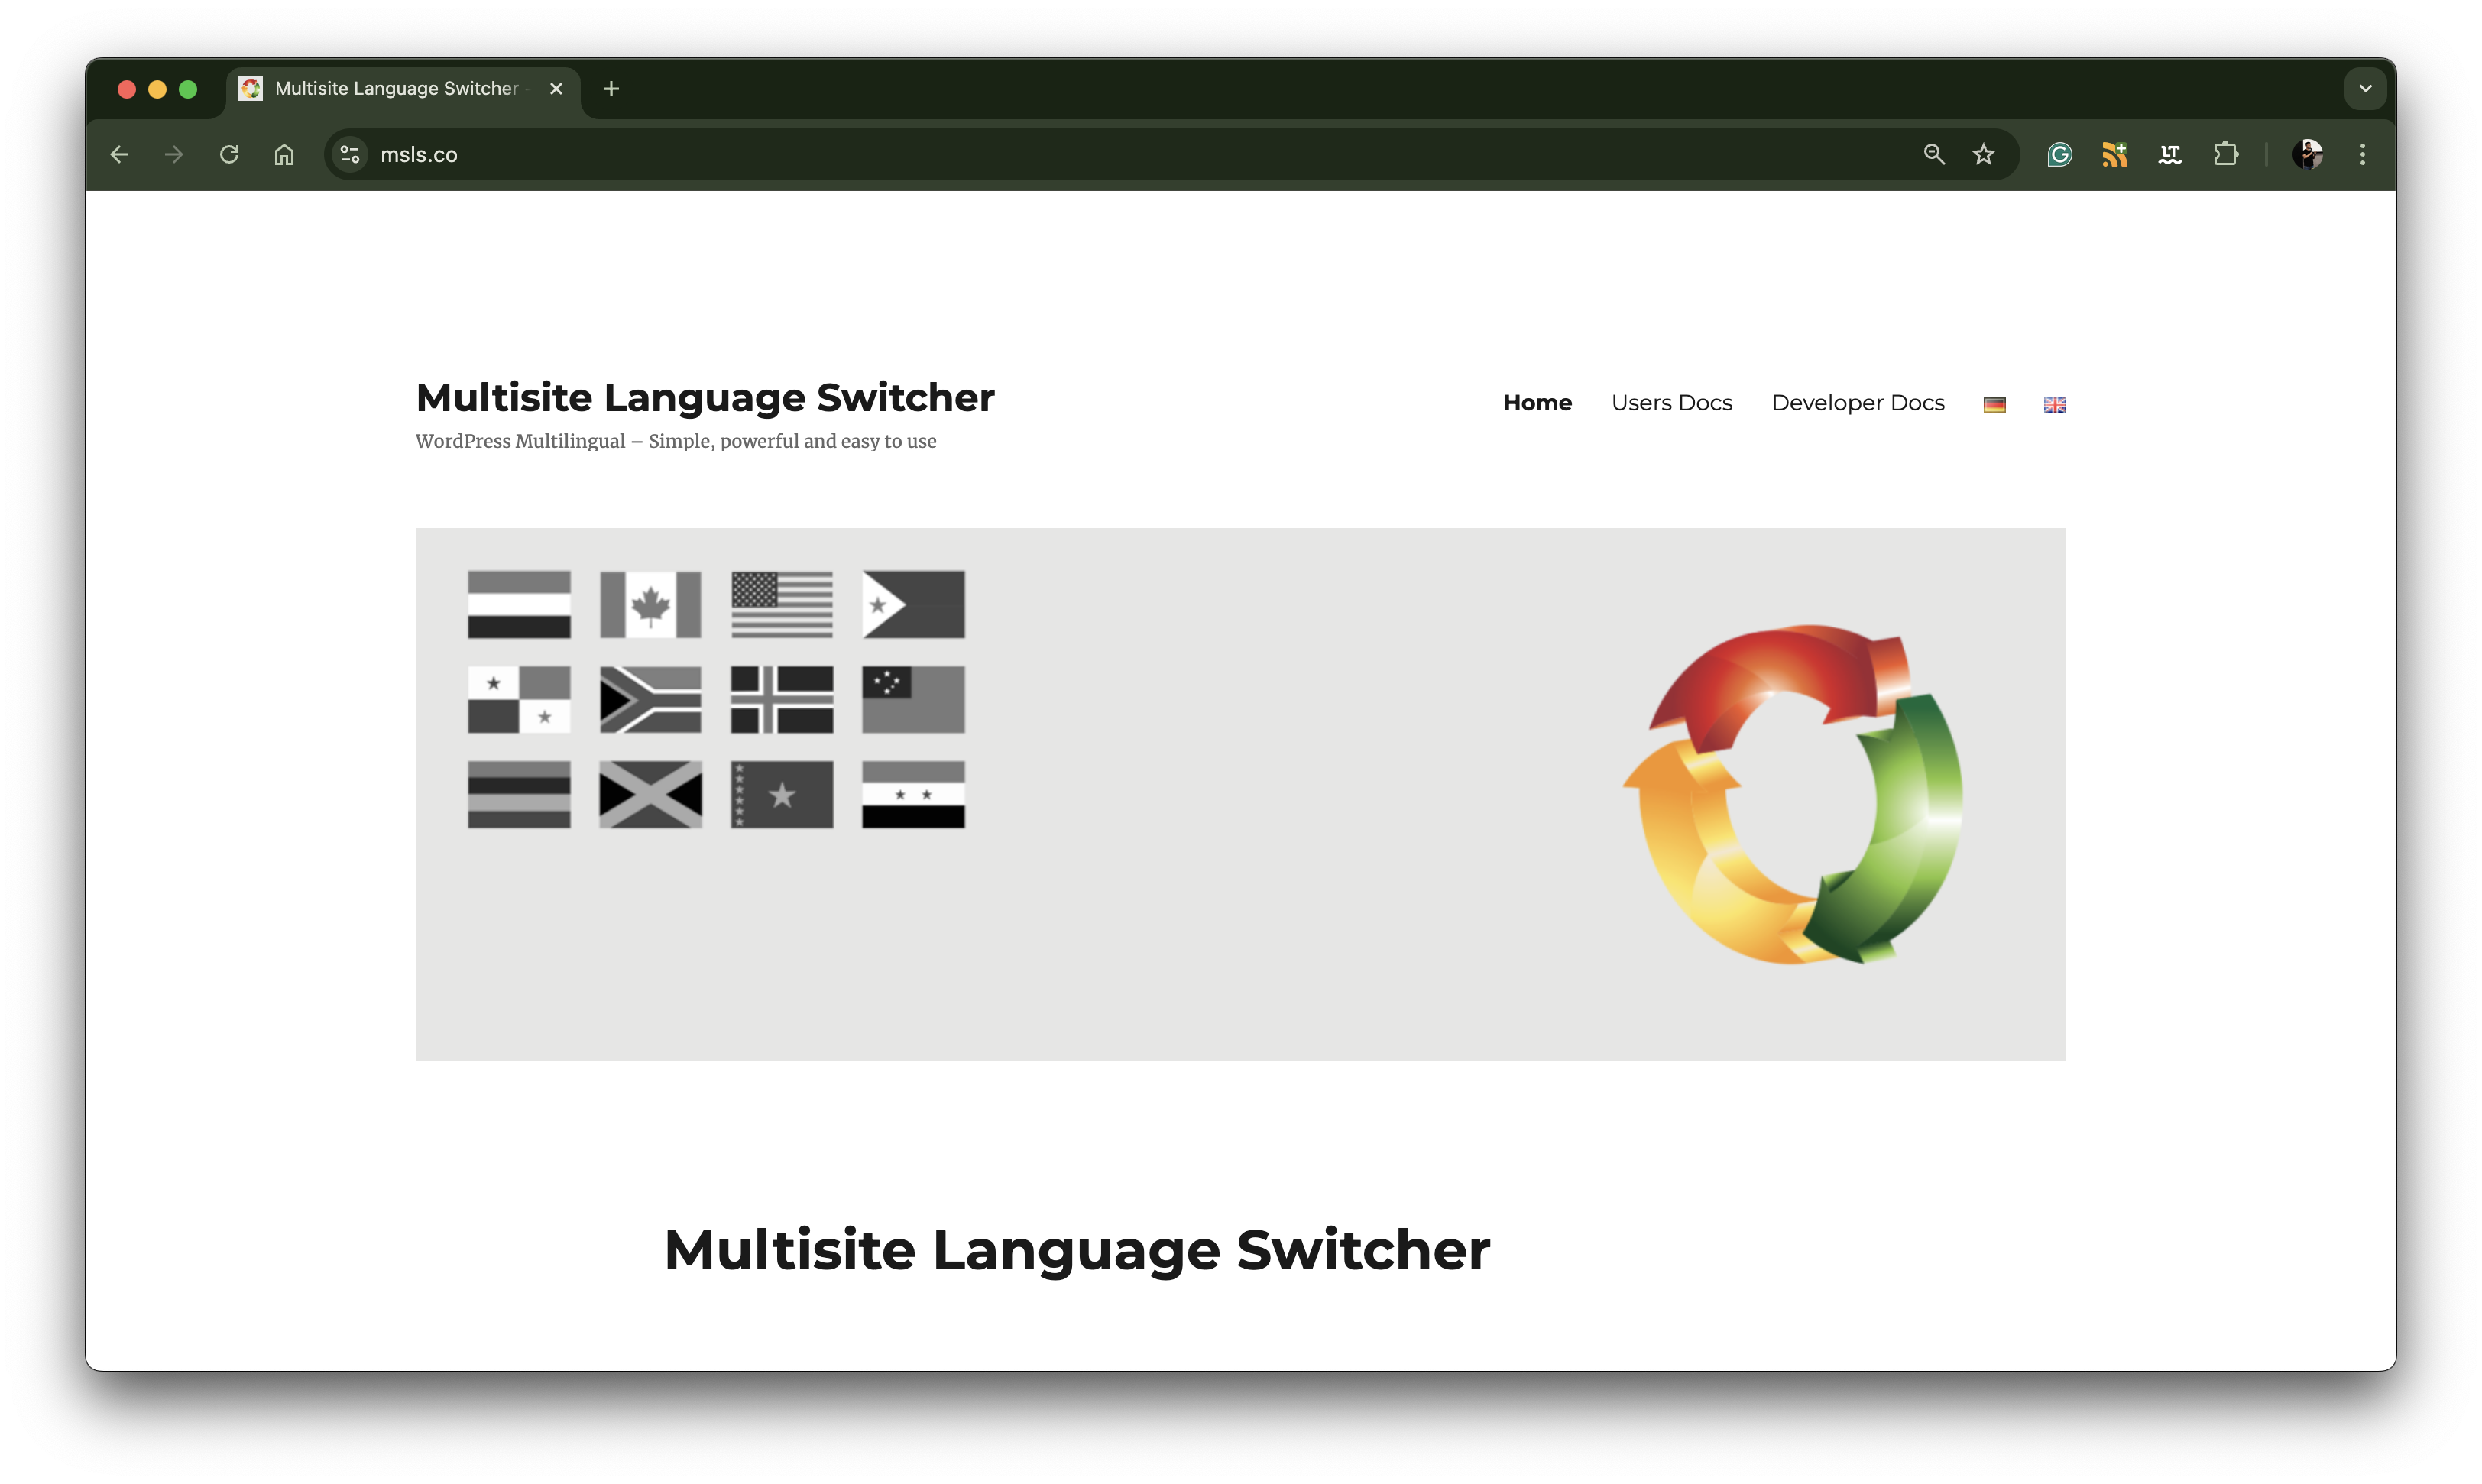 Multisite Language Switcher -
msls.co
Multisite Language Switcher
WordPress Multilingual – Simple, powerful and easy to use
Home Users Docs Developer Docs
Multisite Language Switcher